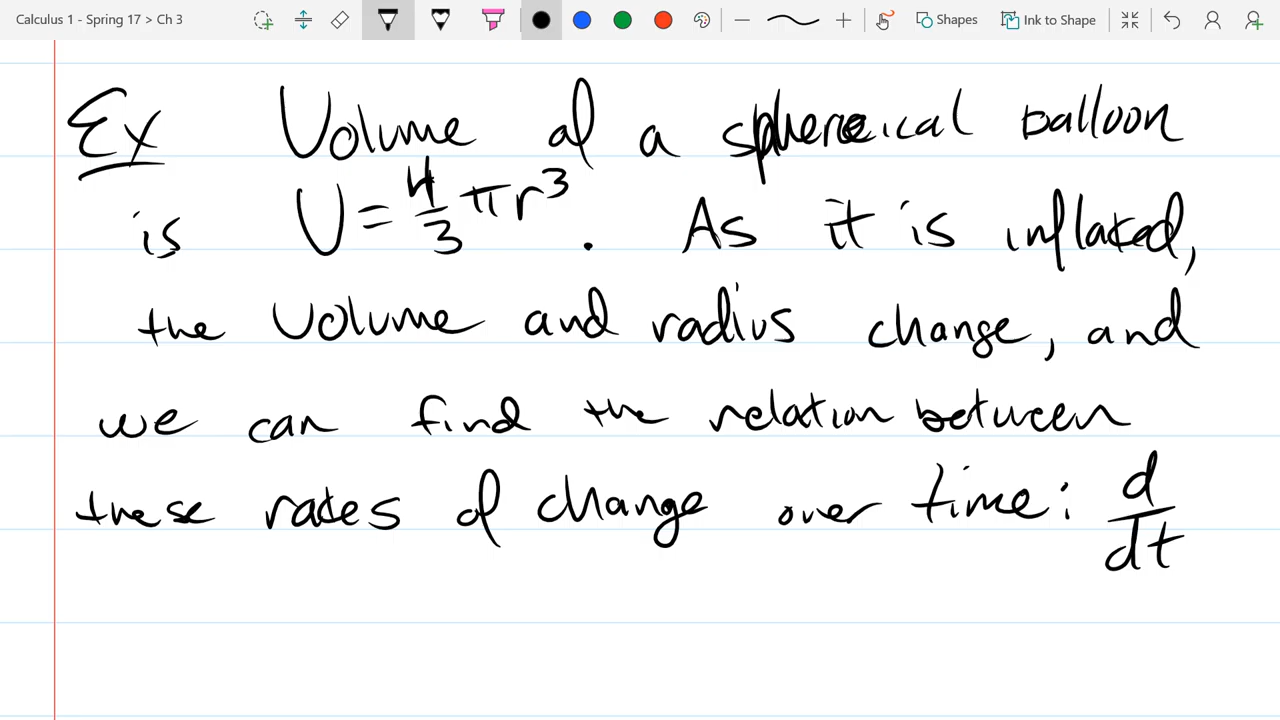 Calculus 1 - Spring 17 > Ch 3
Shapes
Ink to Shape
Ex Volume of a sphereical balloon
is V = 4/3 πr³. As it is inflated,
the volume and radius change, and
we can find the relation between
these rates of change over time: d/dt